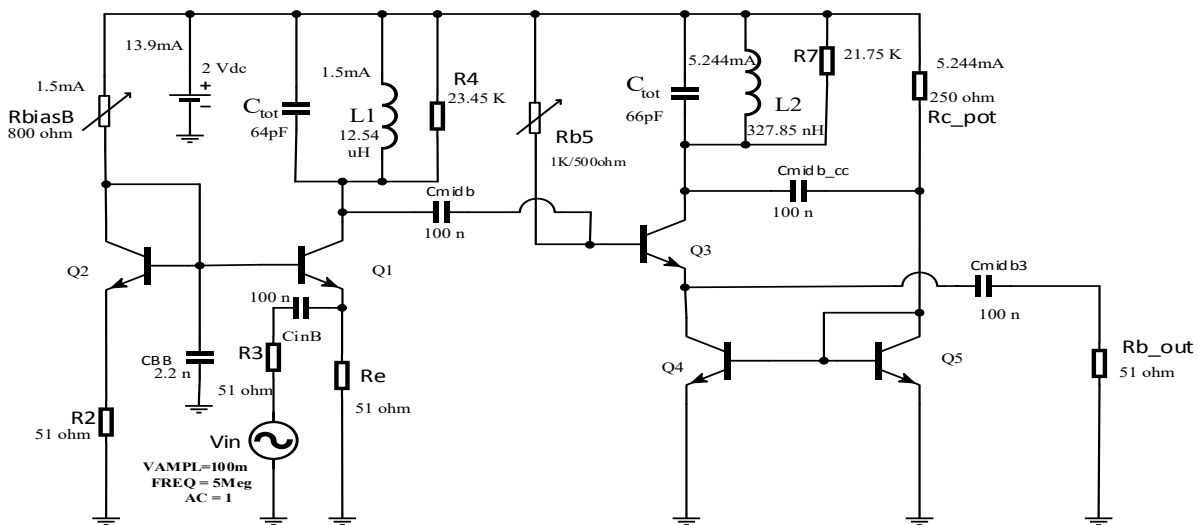 13.9mA
2 Vdc
+
−
1.5mA
RbiasB
800 ohm
Ctot
64pF
1.5mA
L1
12.54
uH
R4
23.45 K
Rb5
1K/500ohm
Ctot
66pF
5.244mA
L2
327.85 nH
R7
21.75 K
5.244mA
250 ohm
Rc_pot
Cmidb
100 n
Cmidb_cc
100 n
Q2
Q1
Q3
Cmidb3
100 n
100 n
CinB
CBB
2.2 n
R3
51 ohm
Re
51 ohm
Q4
Q5
Rb_out
51 ohm
R2
51 ohm
Vin
VAMPL=100m
FREQ = 5Meg
AC = 1